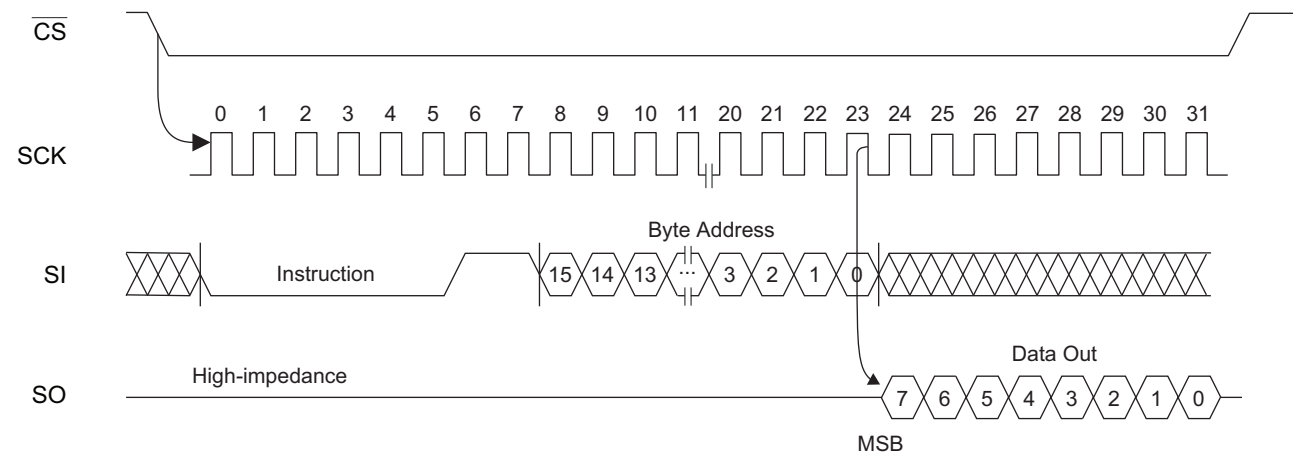 CS
0 1 2 3 4 5 6 7 8 9 10 11 20 21 22 23 24 25 26 27 28 29 30 31
SCK
Byte Address
SI
Instruction
15 14 13 ... 3 2 1 0
Data Out
High-impedance
SO
7 6 5 4 3 2 1 0
MSB